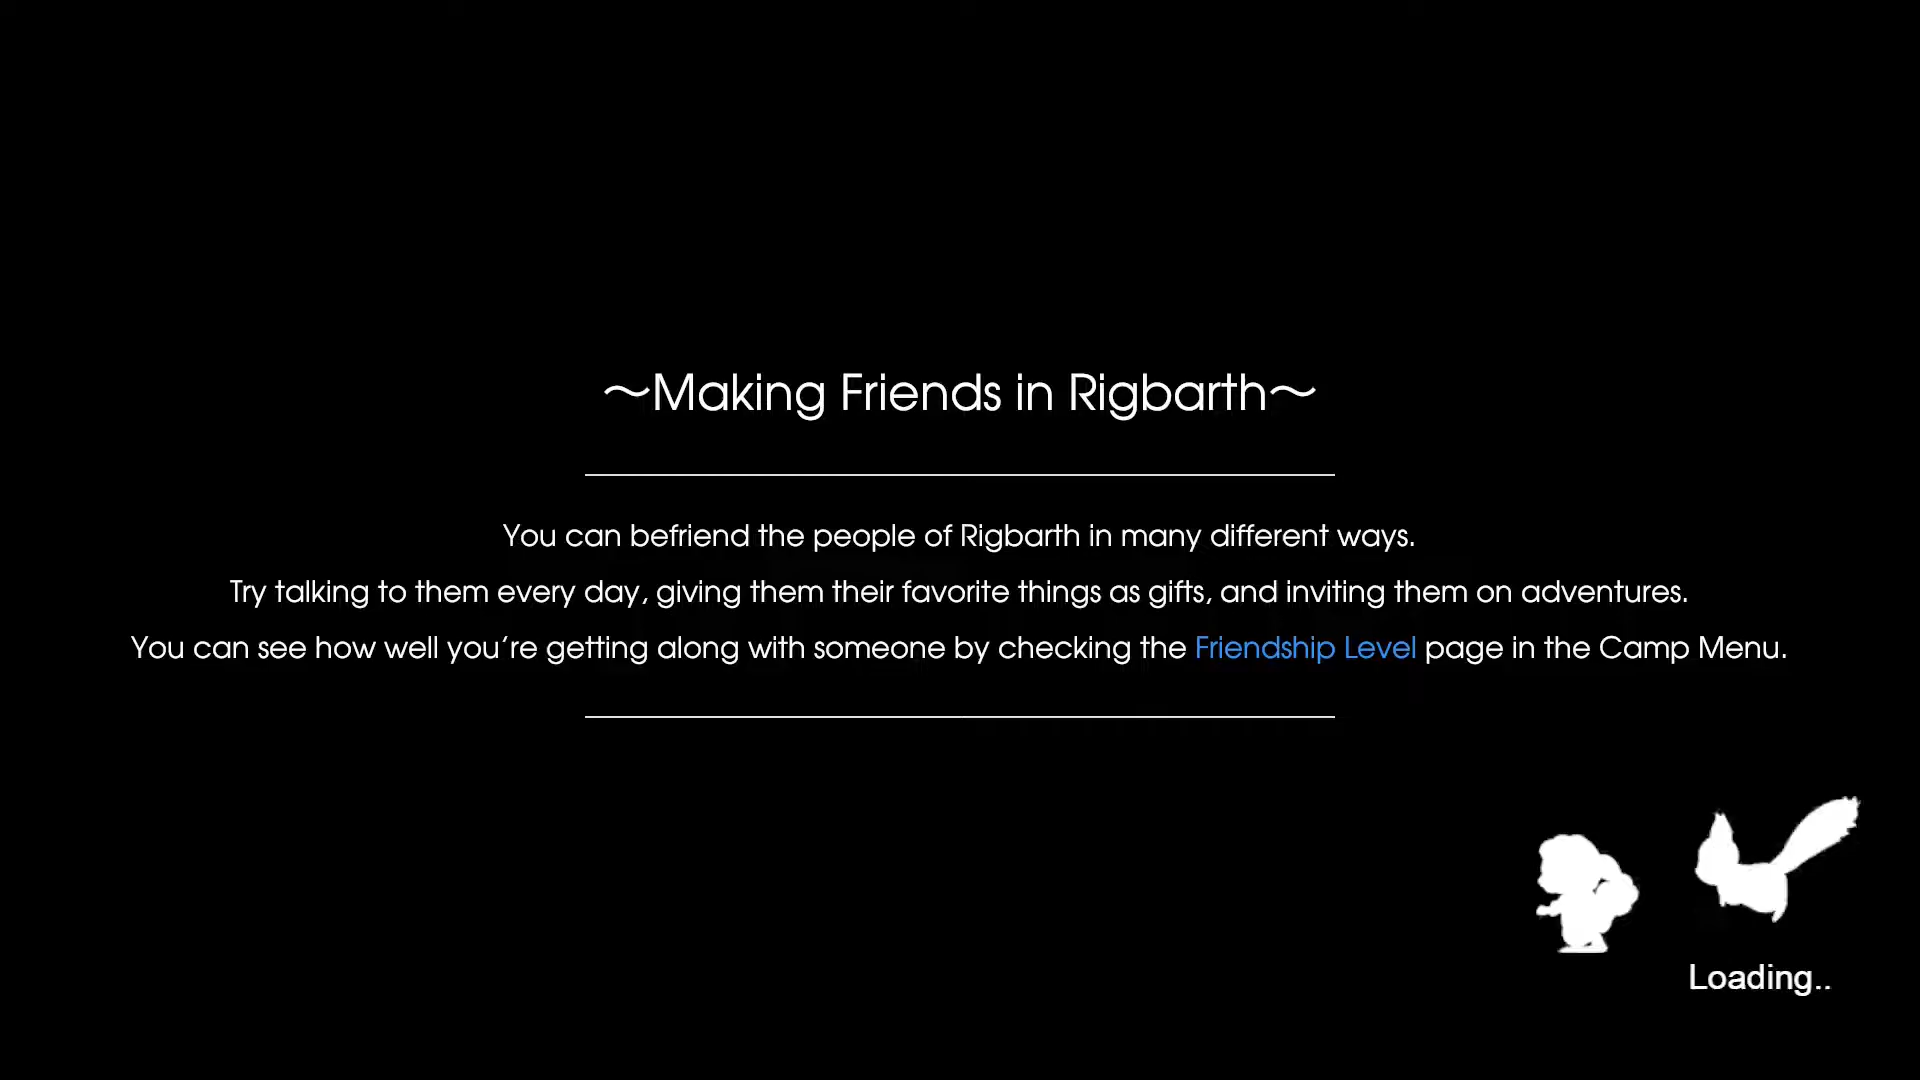 ～Making Friends in Rigbarth～
You can befriend the people of Rigbarth in many different ways.
Try talking to them every day, giving them their favorite things as gifts, and inviting them on adventures.
You can see how well you’re getting along with someone by checking the Friendship Level page in the Camp Menu.
Loading..